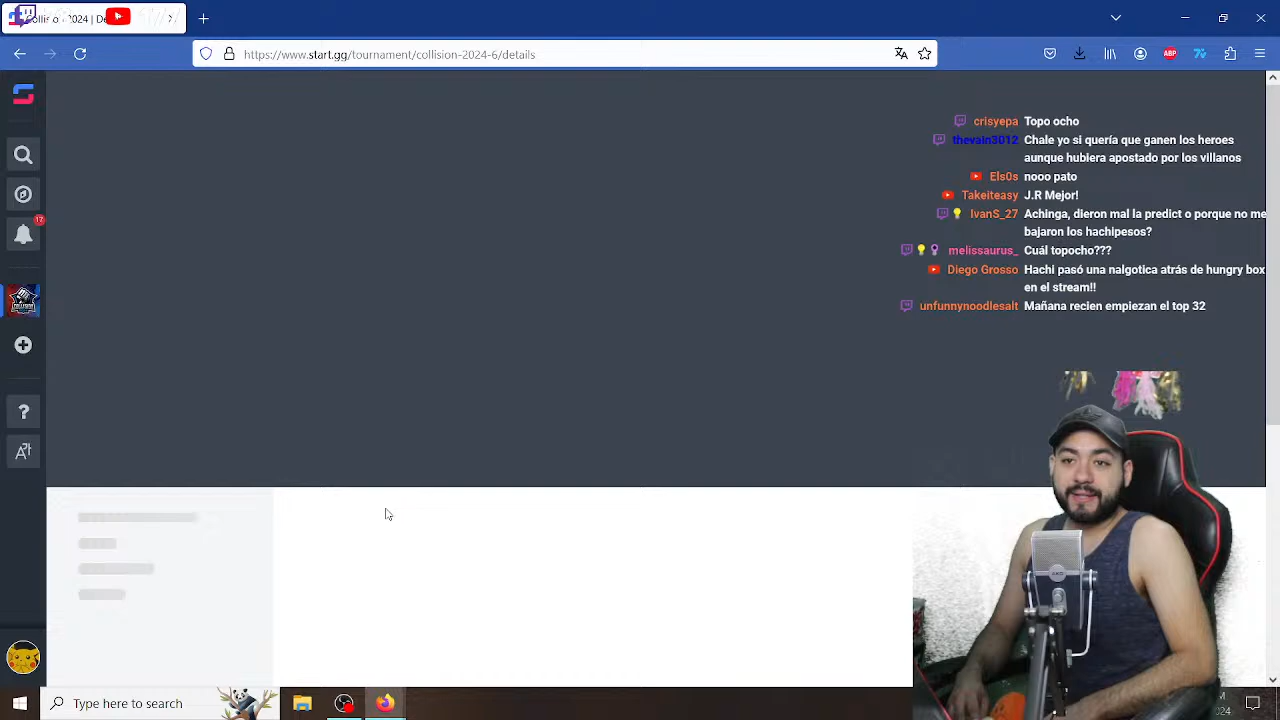 https://www.start.gg/tournament/collision-2024-6/details
ABP
17
crisyepa Topo ocho
thevain3012 Chale yo si quería que ganen los heroes
aunque hubiera apostado por los villanos
Els0s nooo pato
Takeiteasy J.R Mejor!
IvanS_27 Achinga, dieron mal la predict o porque no me
bajaron los hachipesos?
melissaurus_ Cuál topocho???
Diego Grosso Hachi pasó una nalgotica atrás de hungry box
en el stream!!
unfunnynoodlesalt Mañana recien empiezan el top 32
Type here to search